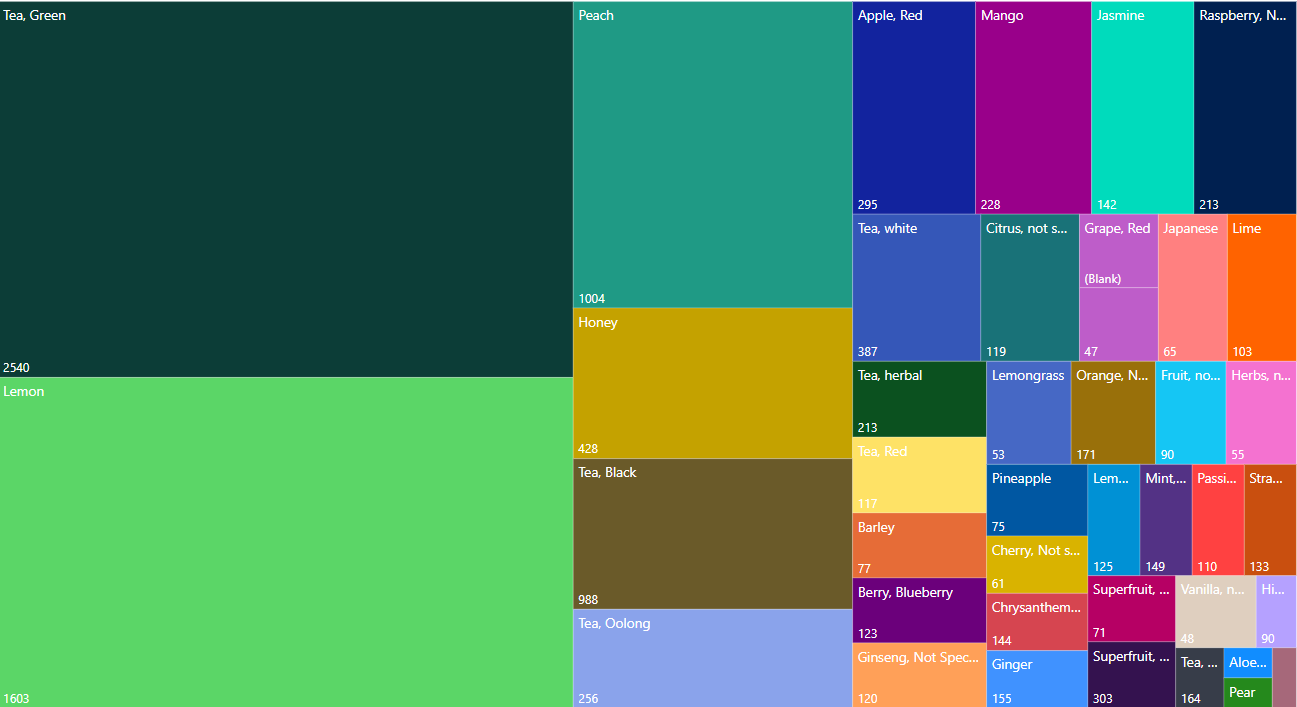 Tea, Green
2540
Lemon
1603
Peach
1004
Honey
428
Tea, Black
988
Tea, Oolong
256
Apple, Red
295
Mango
228
Jasmine
142
Raspberry, N...
213
Tea, white
387
Citrus, not s...
119
Grape, Red
(Blank)
47
Japanese
65
Lime
103
Tea, herbal
213
Tea, Red
117
Barley
77
Berry, Blueberry
123
Ginseng, Not Spec...
120
Lemongrass
53
Orange, N...
171
Fruit, no...
90
Herbs, n...
55
Pineapple
75
Cherry, Not s...
61
Chrysanthem...
144
Ginger
155
Lem...
125
Mint,...
149
Passi...
110
Stra...
133
Superfruit, ...
71
Superfruit, ...
303
Vanilla, n...
48
Hi...
90
Tea, ...
164
Aloe...
Pear